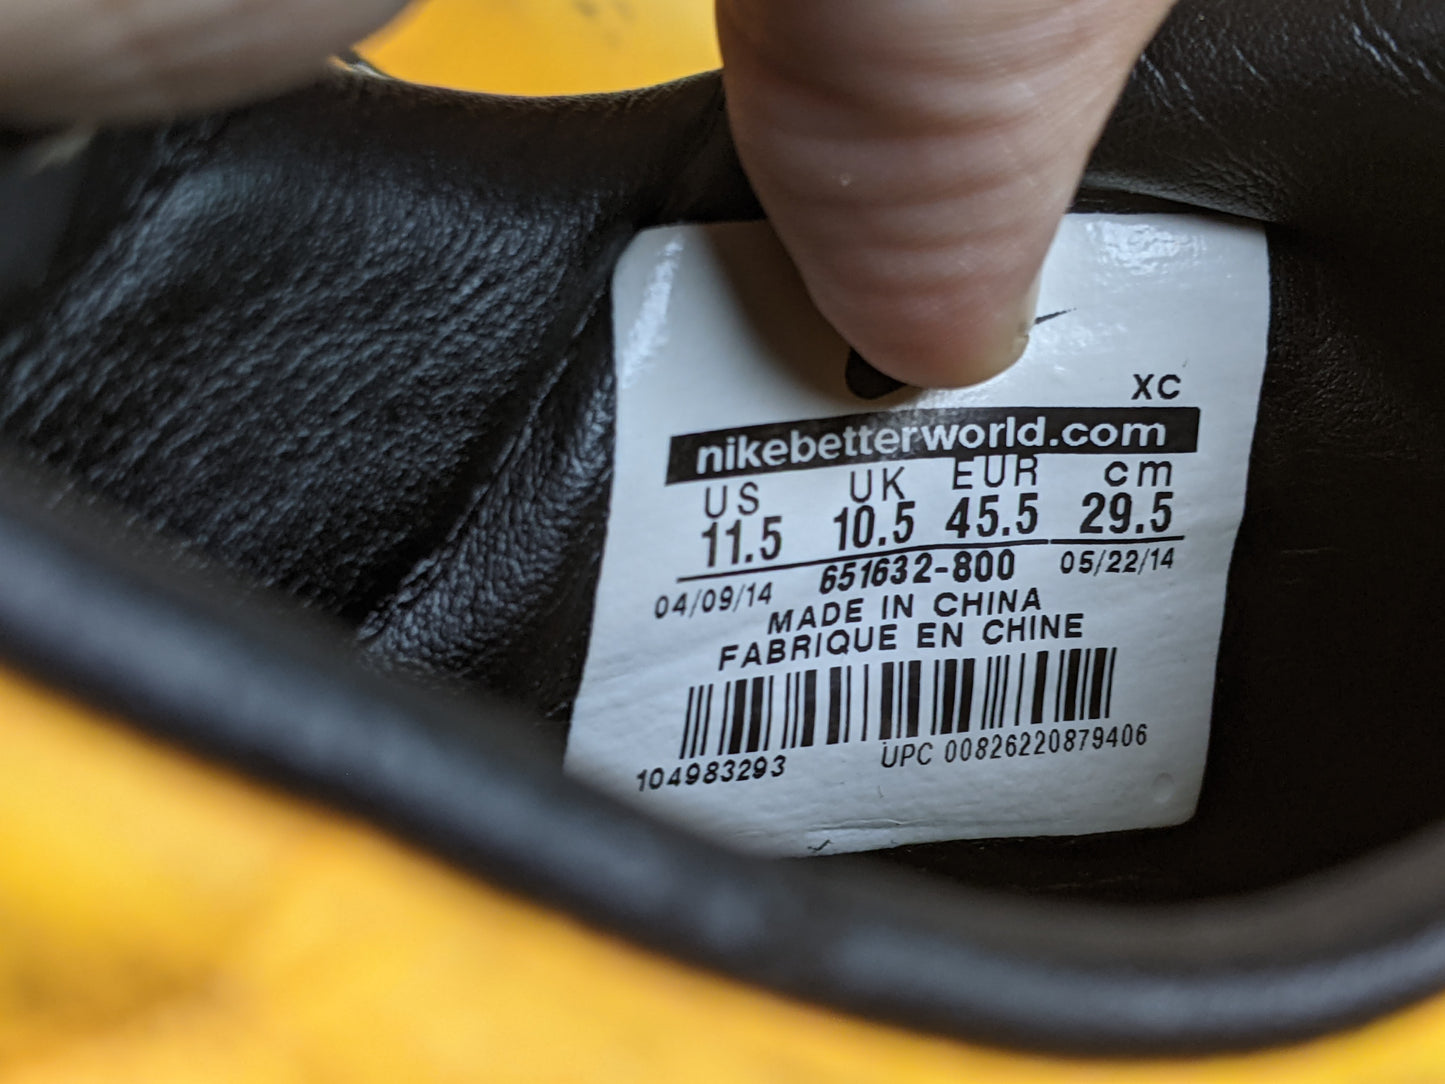 XC
nikebetterworld.com
US UK EUR cm
11.5 10.5 45.5 29.5
04/09/14 651632-800 05/22/14
MADE IN CHINA
FABRIQUE EN CHINE
104983293 UPC 00826220879406